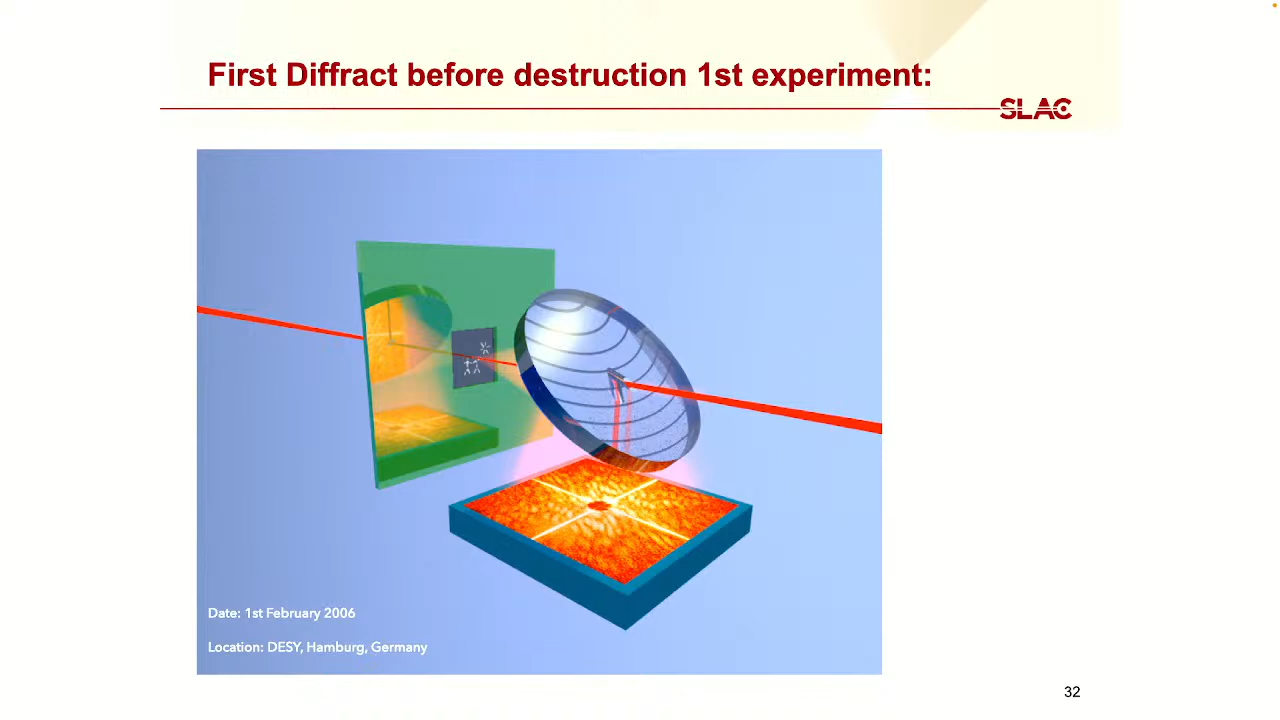 First Diffract before destruction 1st experiment:
SLAC
Date: 1st February 2006
Location: DESY, Hamburg, Germany
32